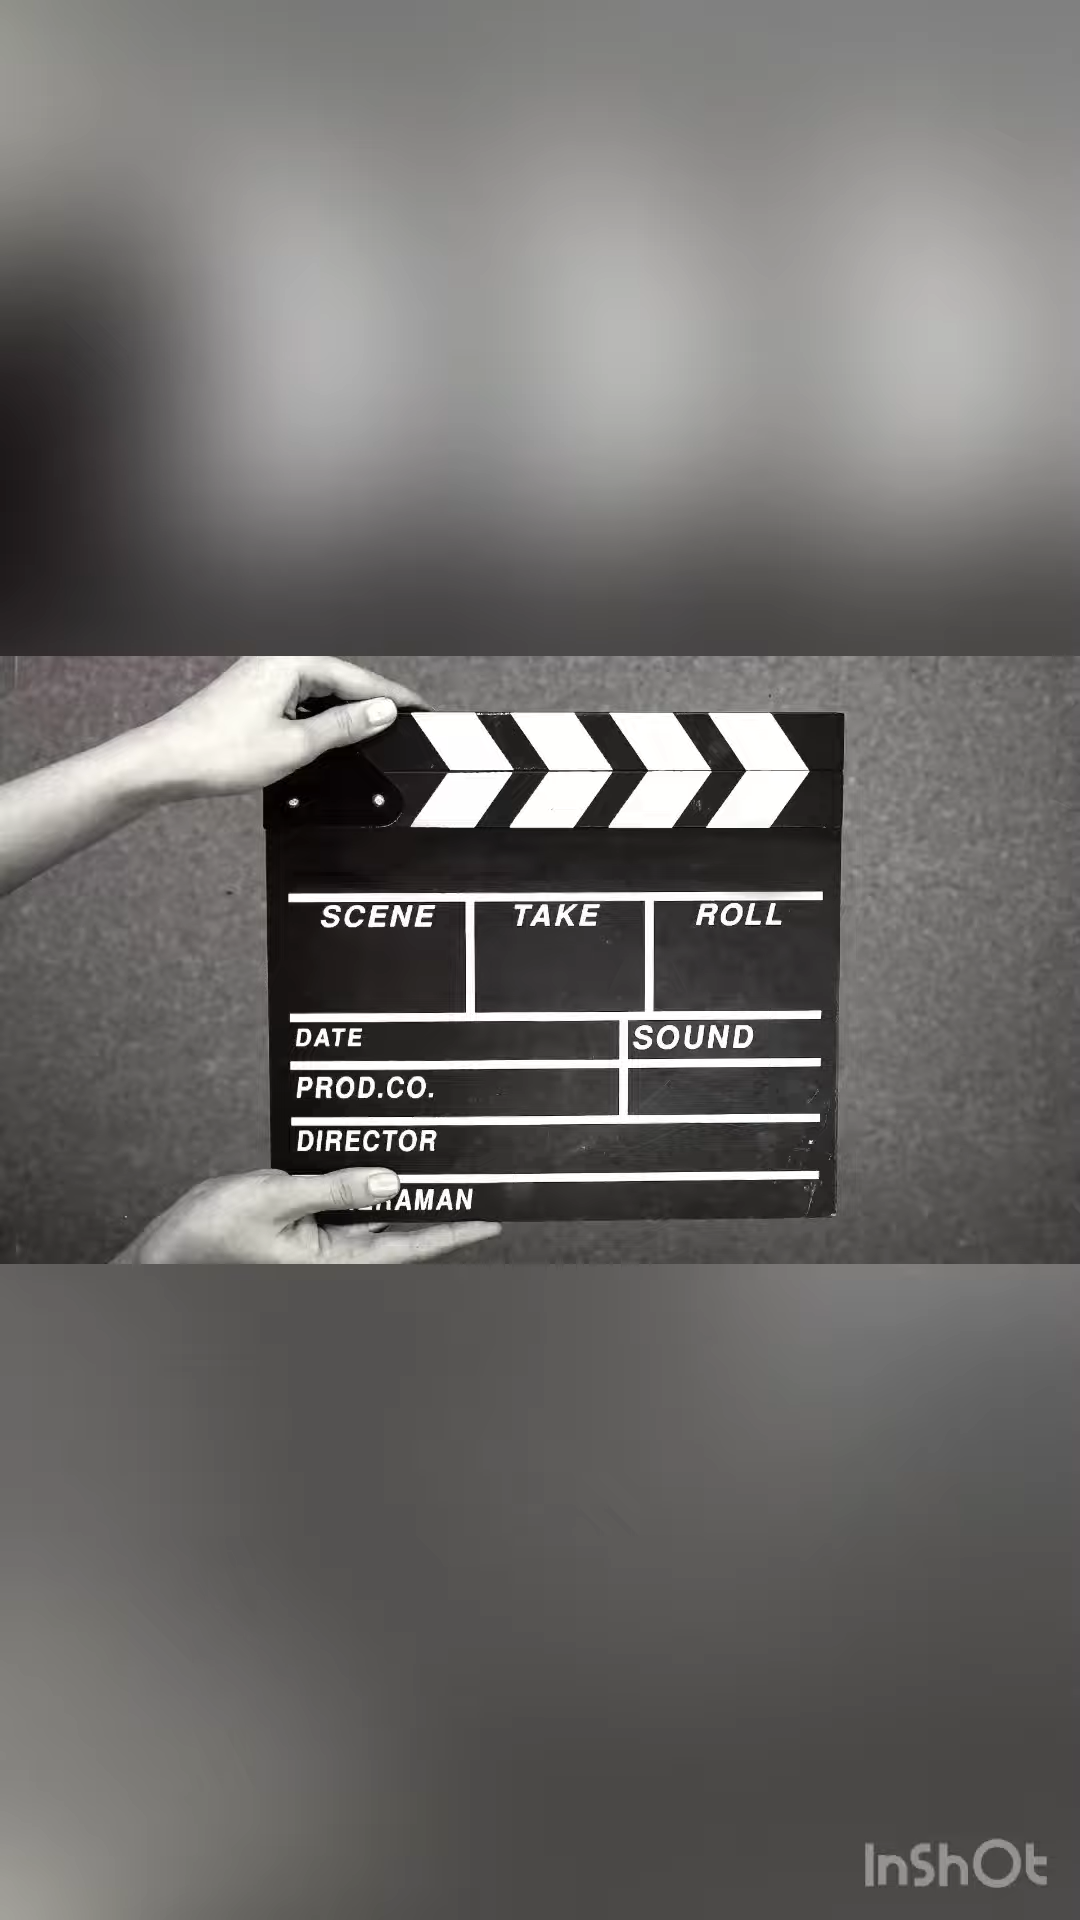 SCENE TAKE ROLL
DATE SOUND
PROD.CO.
DIRECTOR
InShOt